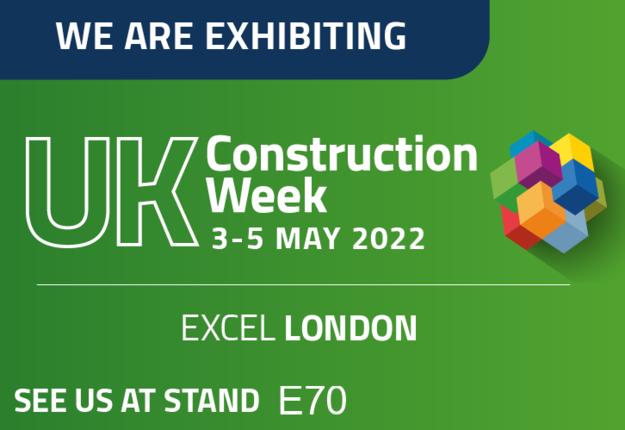 WE ARE EXHIBITING
UK Construction
Week
3-5 MAY 2022
EXCEL LONDON
SEE US AT STAND E70